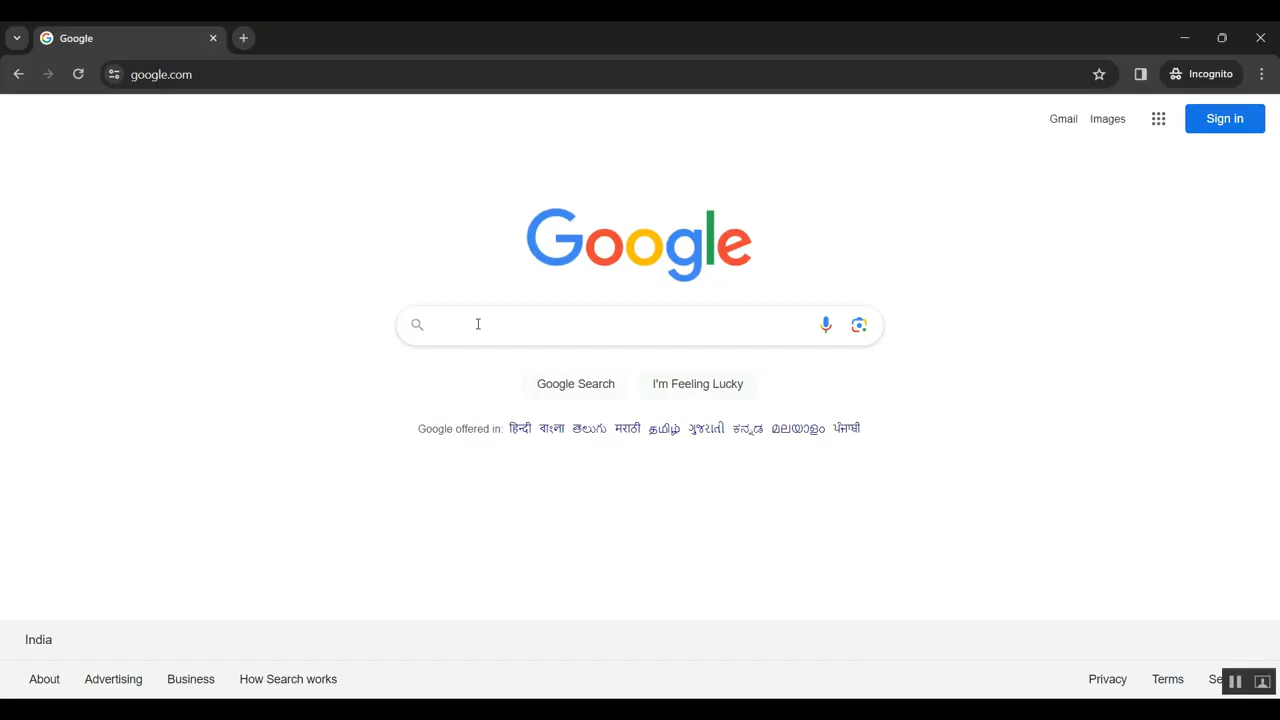 Google
google.com
Incognito
Gmail Images Sign in
Google
Google Search I'm Feeling Lucky
Google offered in: हिन्दी বাংলা తెలుగు मराठी தமிழ் ગુજરાતી ಕನ್ನಡ മലയാളം ਪੰਜਾਬੀ
India
About Advertising Business How Search works Privacy Terms Se